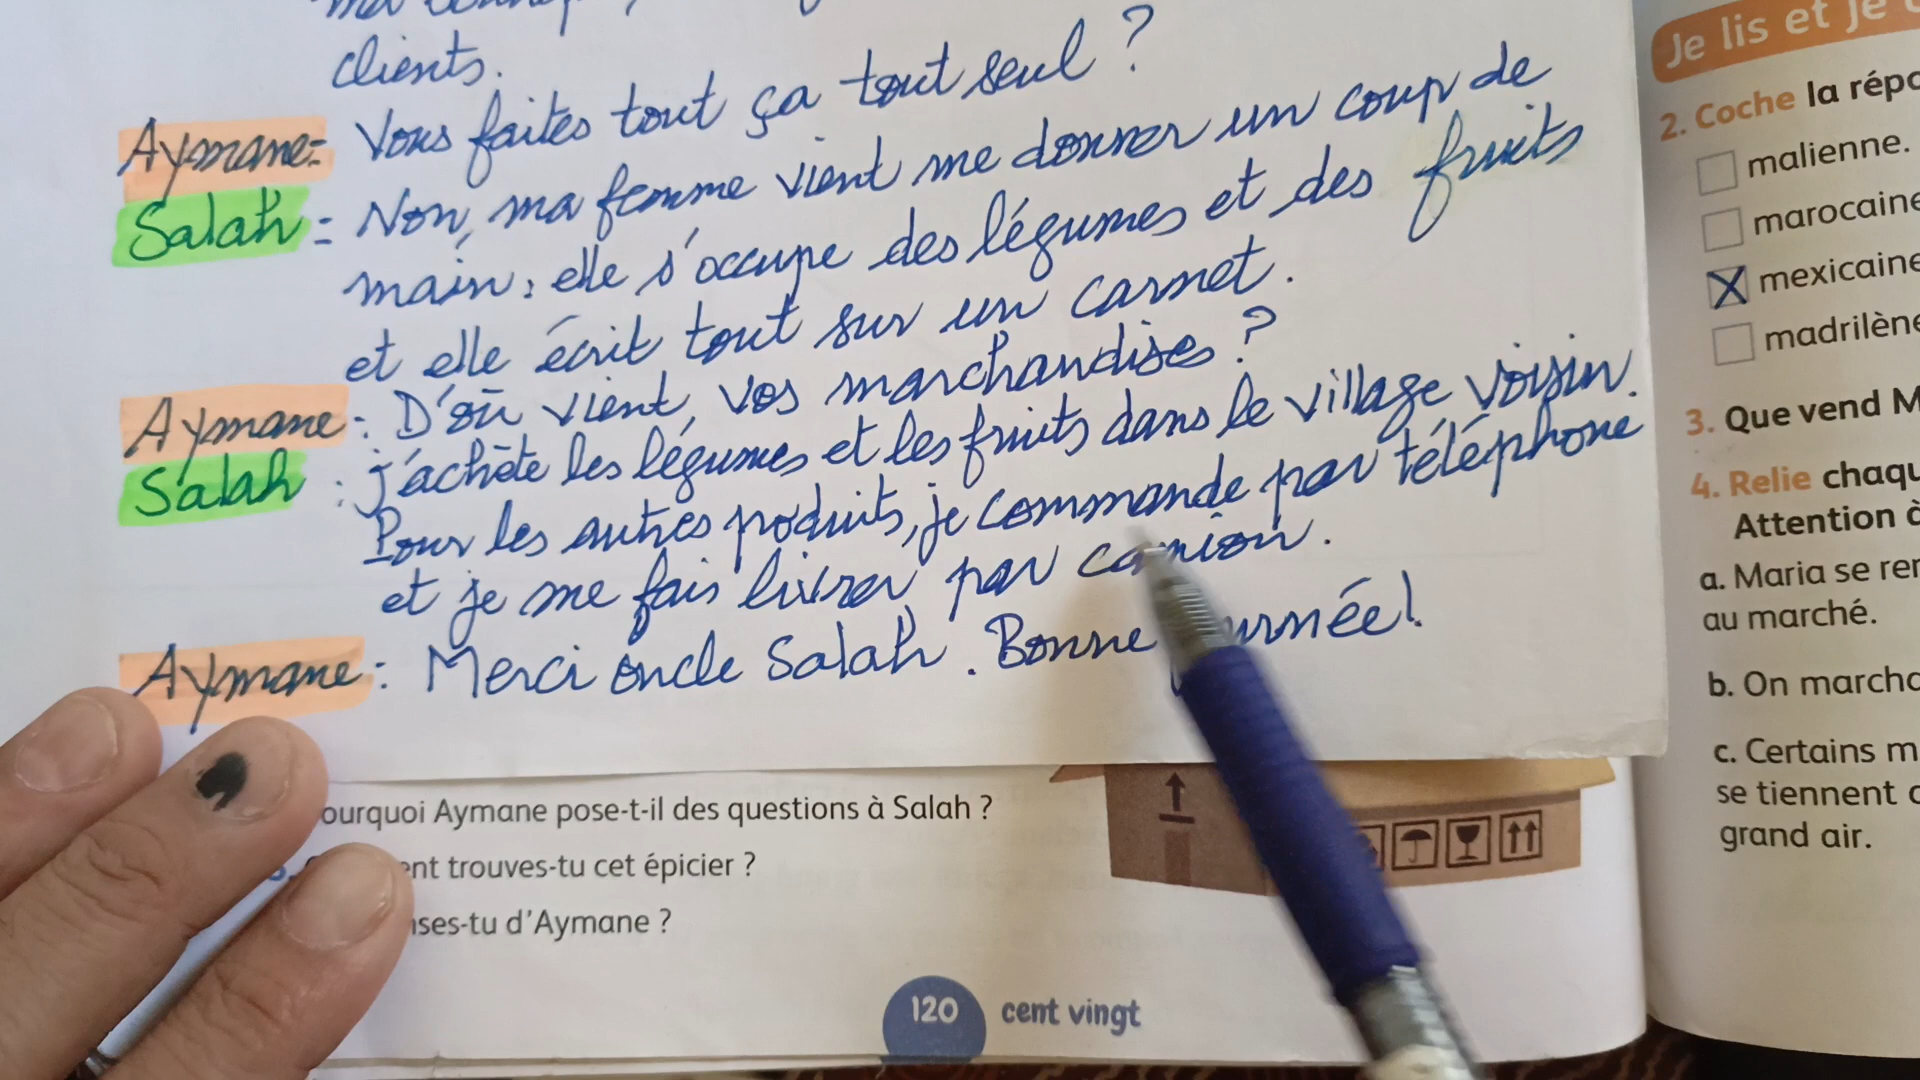 clients.
Aymane= Vous faites tout ça tout seul ?
Salah = Non, ma femme vient me donner un coup de
main, elle s'occupe des légumes et des fruits
et elle écrit tout sur un carnet.
Aymane : D'où vient, vos marchandises ?
Salah : j'achète les légumes et les fruits dans le village voisin.
Pour les autres produits, je commande par téléphone
et je me fais livrer par camion.
Aymane : Merci oncle Salah. Bonne journée!
ourquoi Aymane pose-t-il des questions à Salah ?
ent trouves-tu cet épicier ?
ses-tu d'Aymane ?
120 cent vingt
Je lis et je
2. Coche la répo
malienne.
marocaine
mexicaine
madrilène
3. Que vend M
4. Relie chaqu
Attention à
a. Maria se rer
au marché.
b. On marcha
c. Certains m
se tiennent
grand air.